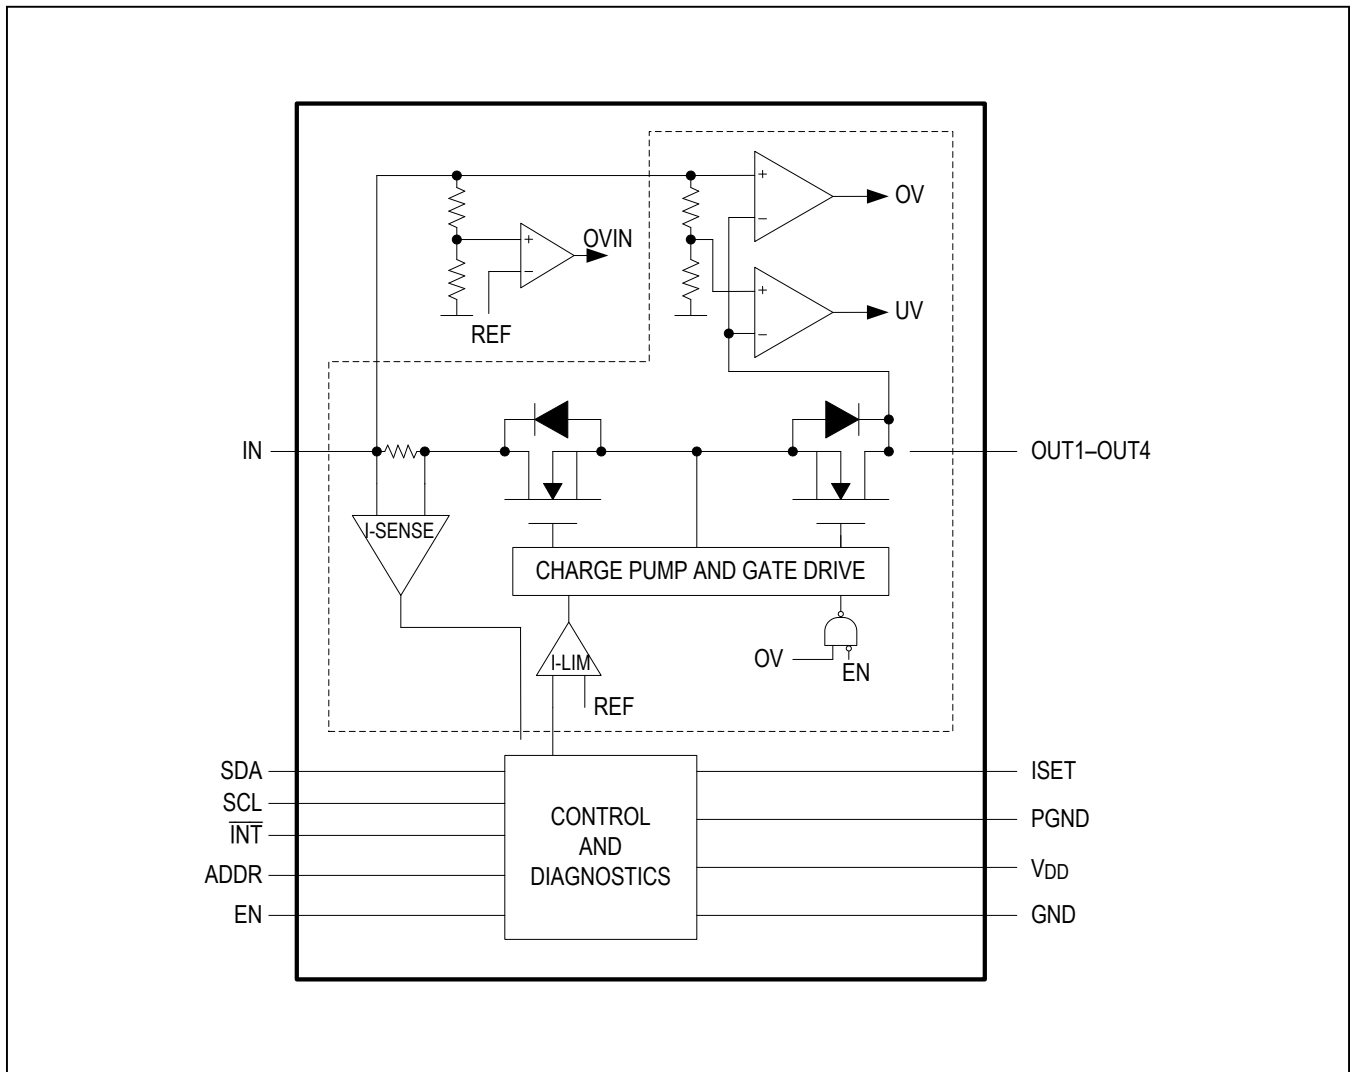 OV
OVIN
REF
UV
+
−
+
−
+
−
IN
OUT1–OUT4
I-SENSE
CHARGE PUMP AND GATE DRIVE
OV
EN
I-LIM
REF
SDA
SCL
INT
ADDR
EN
CONTROL
AND
DIAGNOSTICS
ISET
PGND
VDD
GND